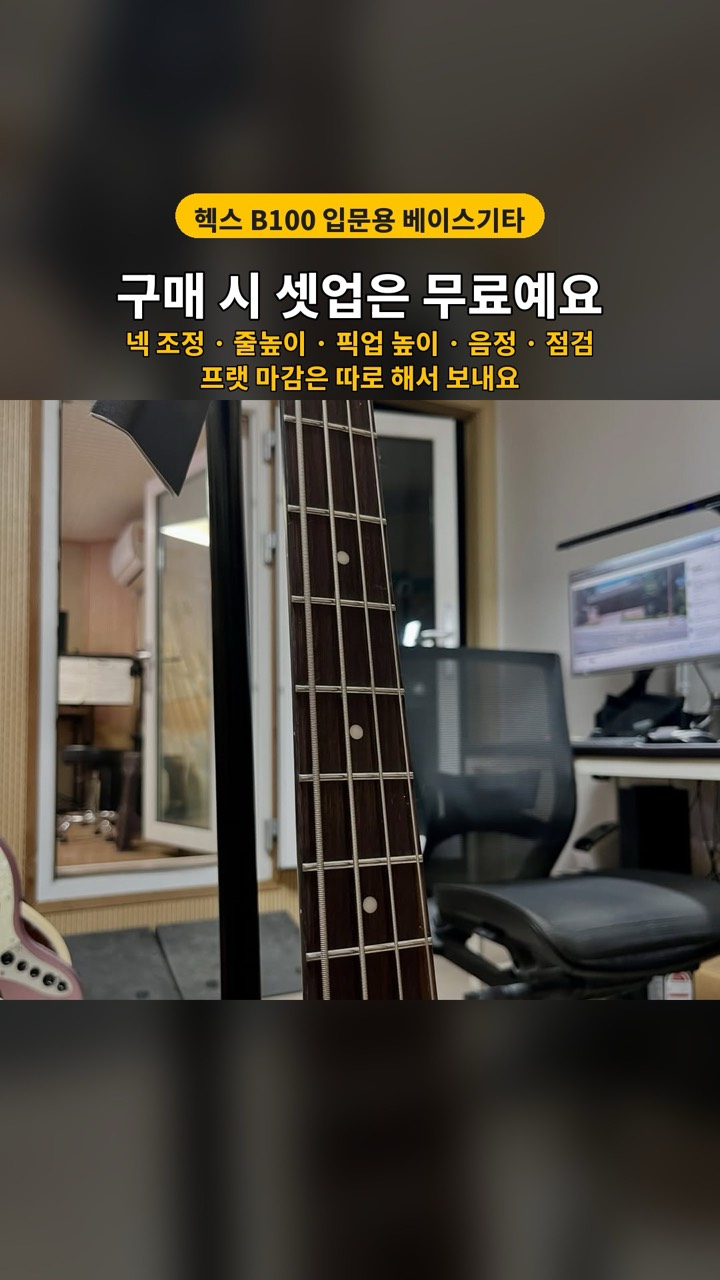 헥스 B100 입문용 베이스기타
구매 시 셋업은 무료예요
넥 조정 · 줄높이 · 픽업 높이 · 음정 · 점검
프랫 마감은 따로 해서 보내요